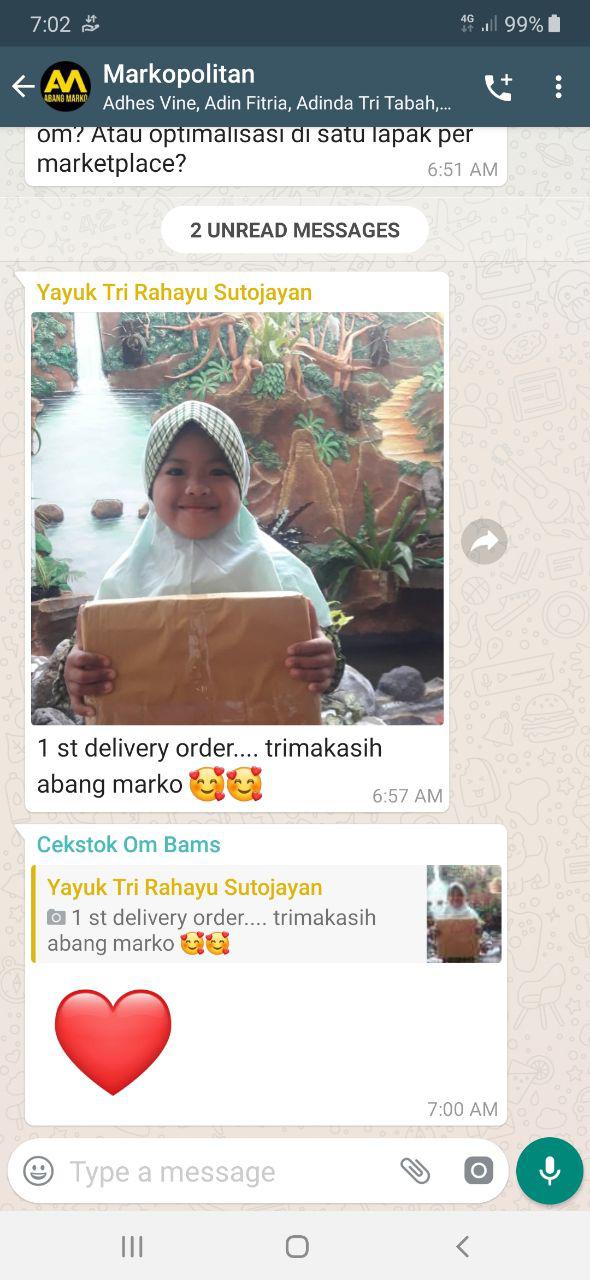 7:02
4G
99%
ABANG MARKO
Markopolitan
Adhes Vine, Adin Fitria, Adinda Tri Tabah,...
om? Atau optimalisasi di satu lapak per
marketplace?
6:51 AM
2 UNREAD MESSAGES
Yayuk Tri Rahayu Sutojayan
1 st delivery order.... trimakasih
abang marko 🥰🥰
6:57 AM
Cekstok Om Bams
Yayuk Tri Rahayu Sutojayan
1 st delivery order.... trimakasih
abang marko 🥰🥰
❤️
7:00 AM
Type a message